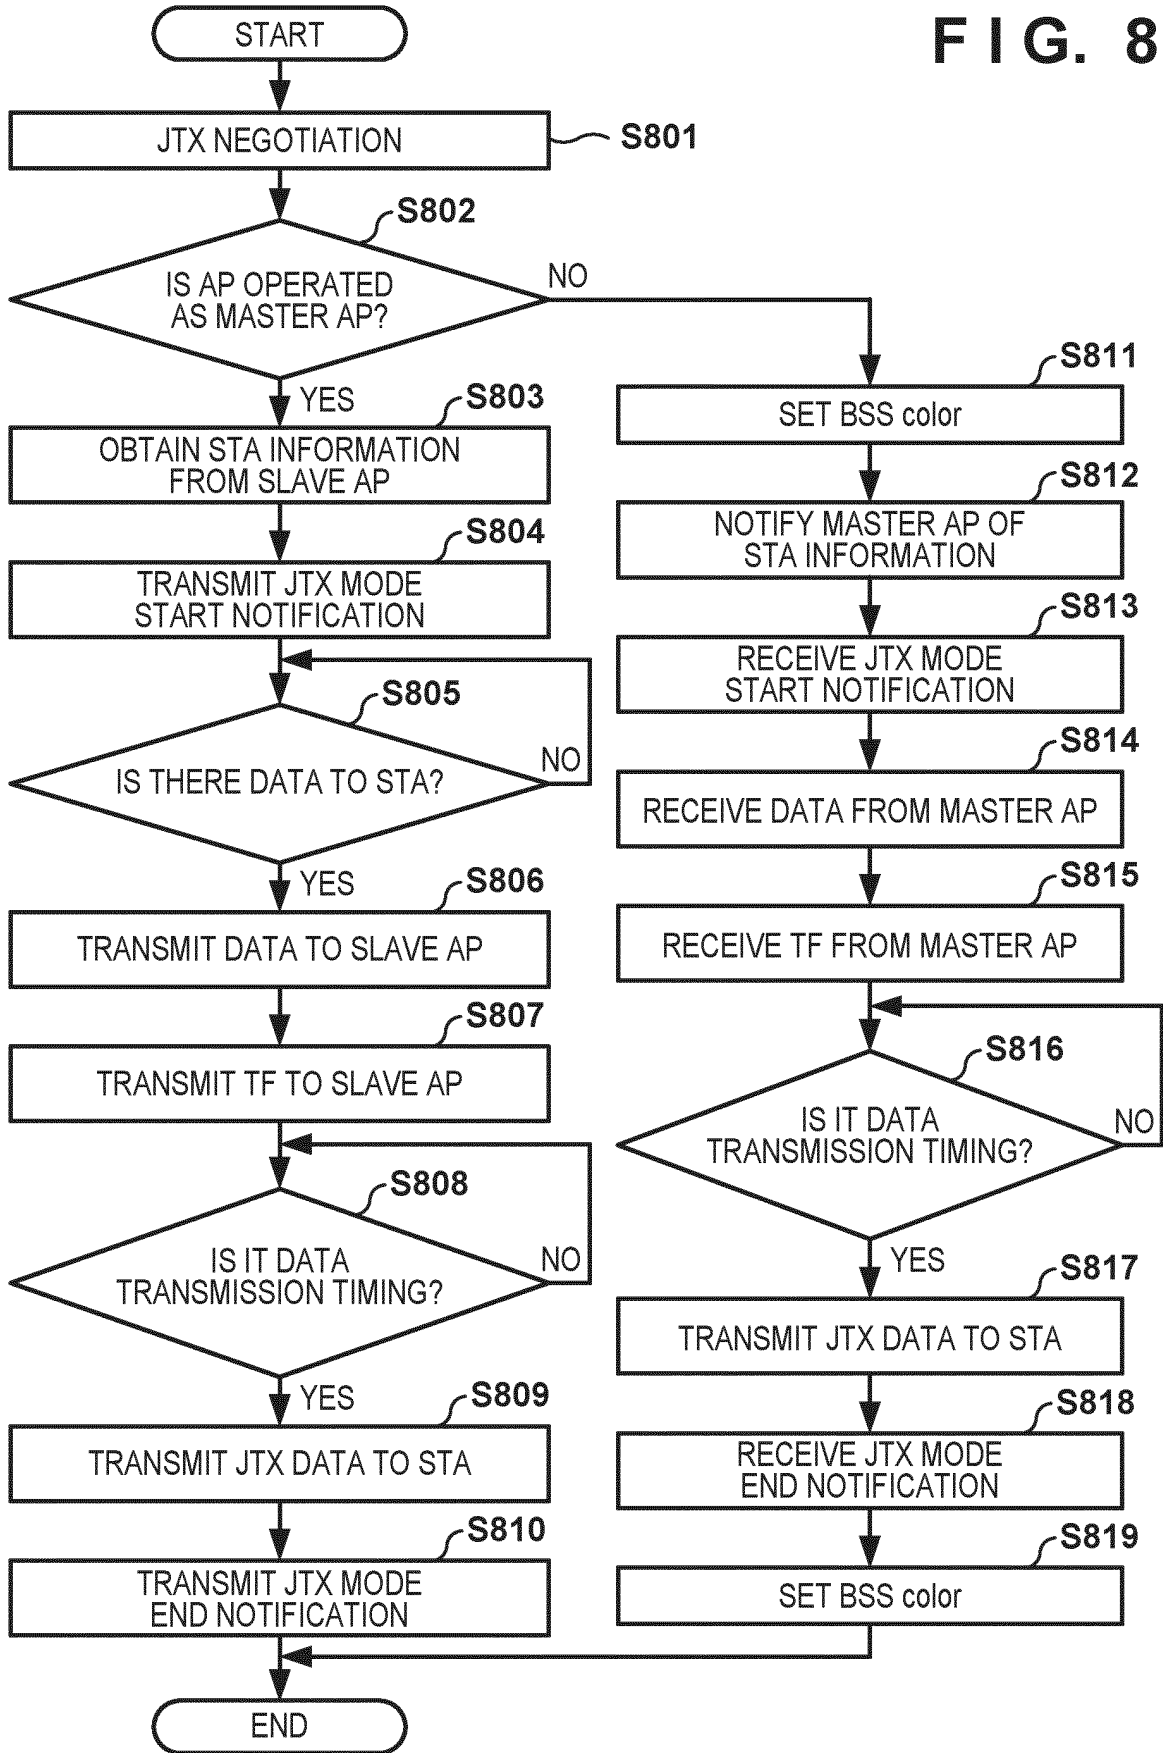 FIG. 8
START
JTX NEGOTIATION
S801
S802
IS AP OPERATED
AS MASTER AP?
NO
YES
S803
OBTAIN STA INFORMATION
FROM SLAVE AP
S804
TRANSMIT JTX MODE
START NOTIFICATION
S805
IS THERE DATA TO STA?
NO
YES
S806
TRANSMIT DATA TO SLAVE AP
S807
TRANSMIT TF TO SLAVE AP
S808
IS IT DATA
TRANSMISSION TIMING?
NO
YES
S809
TRANSMIT JTX DATA TO STA
S810
TRANSMIT JTX MODE
END NOTIFICATION
S811
SET BSS color
S812
NOTIFY MASTER AP OF
STA INFORMATION
S813
RECEIVE JTX MODE
START NOTIFICATION
S814
RECEIVE DATA FROM MASTER AP
S815
RECEIVE TF FROM MASTER AP
S816
IS IT DATA
TRANSMISSION TIMING?
NO
YES
S817
TRANSMIT JTX DATA TO STA
S818
RECEIVE JTX MODE
END NOTIFICATION
S819
SET BSS color
END